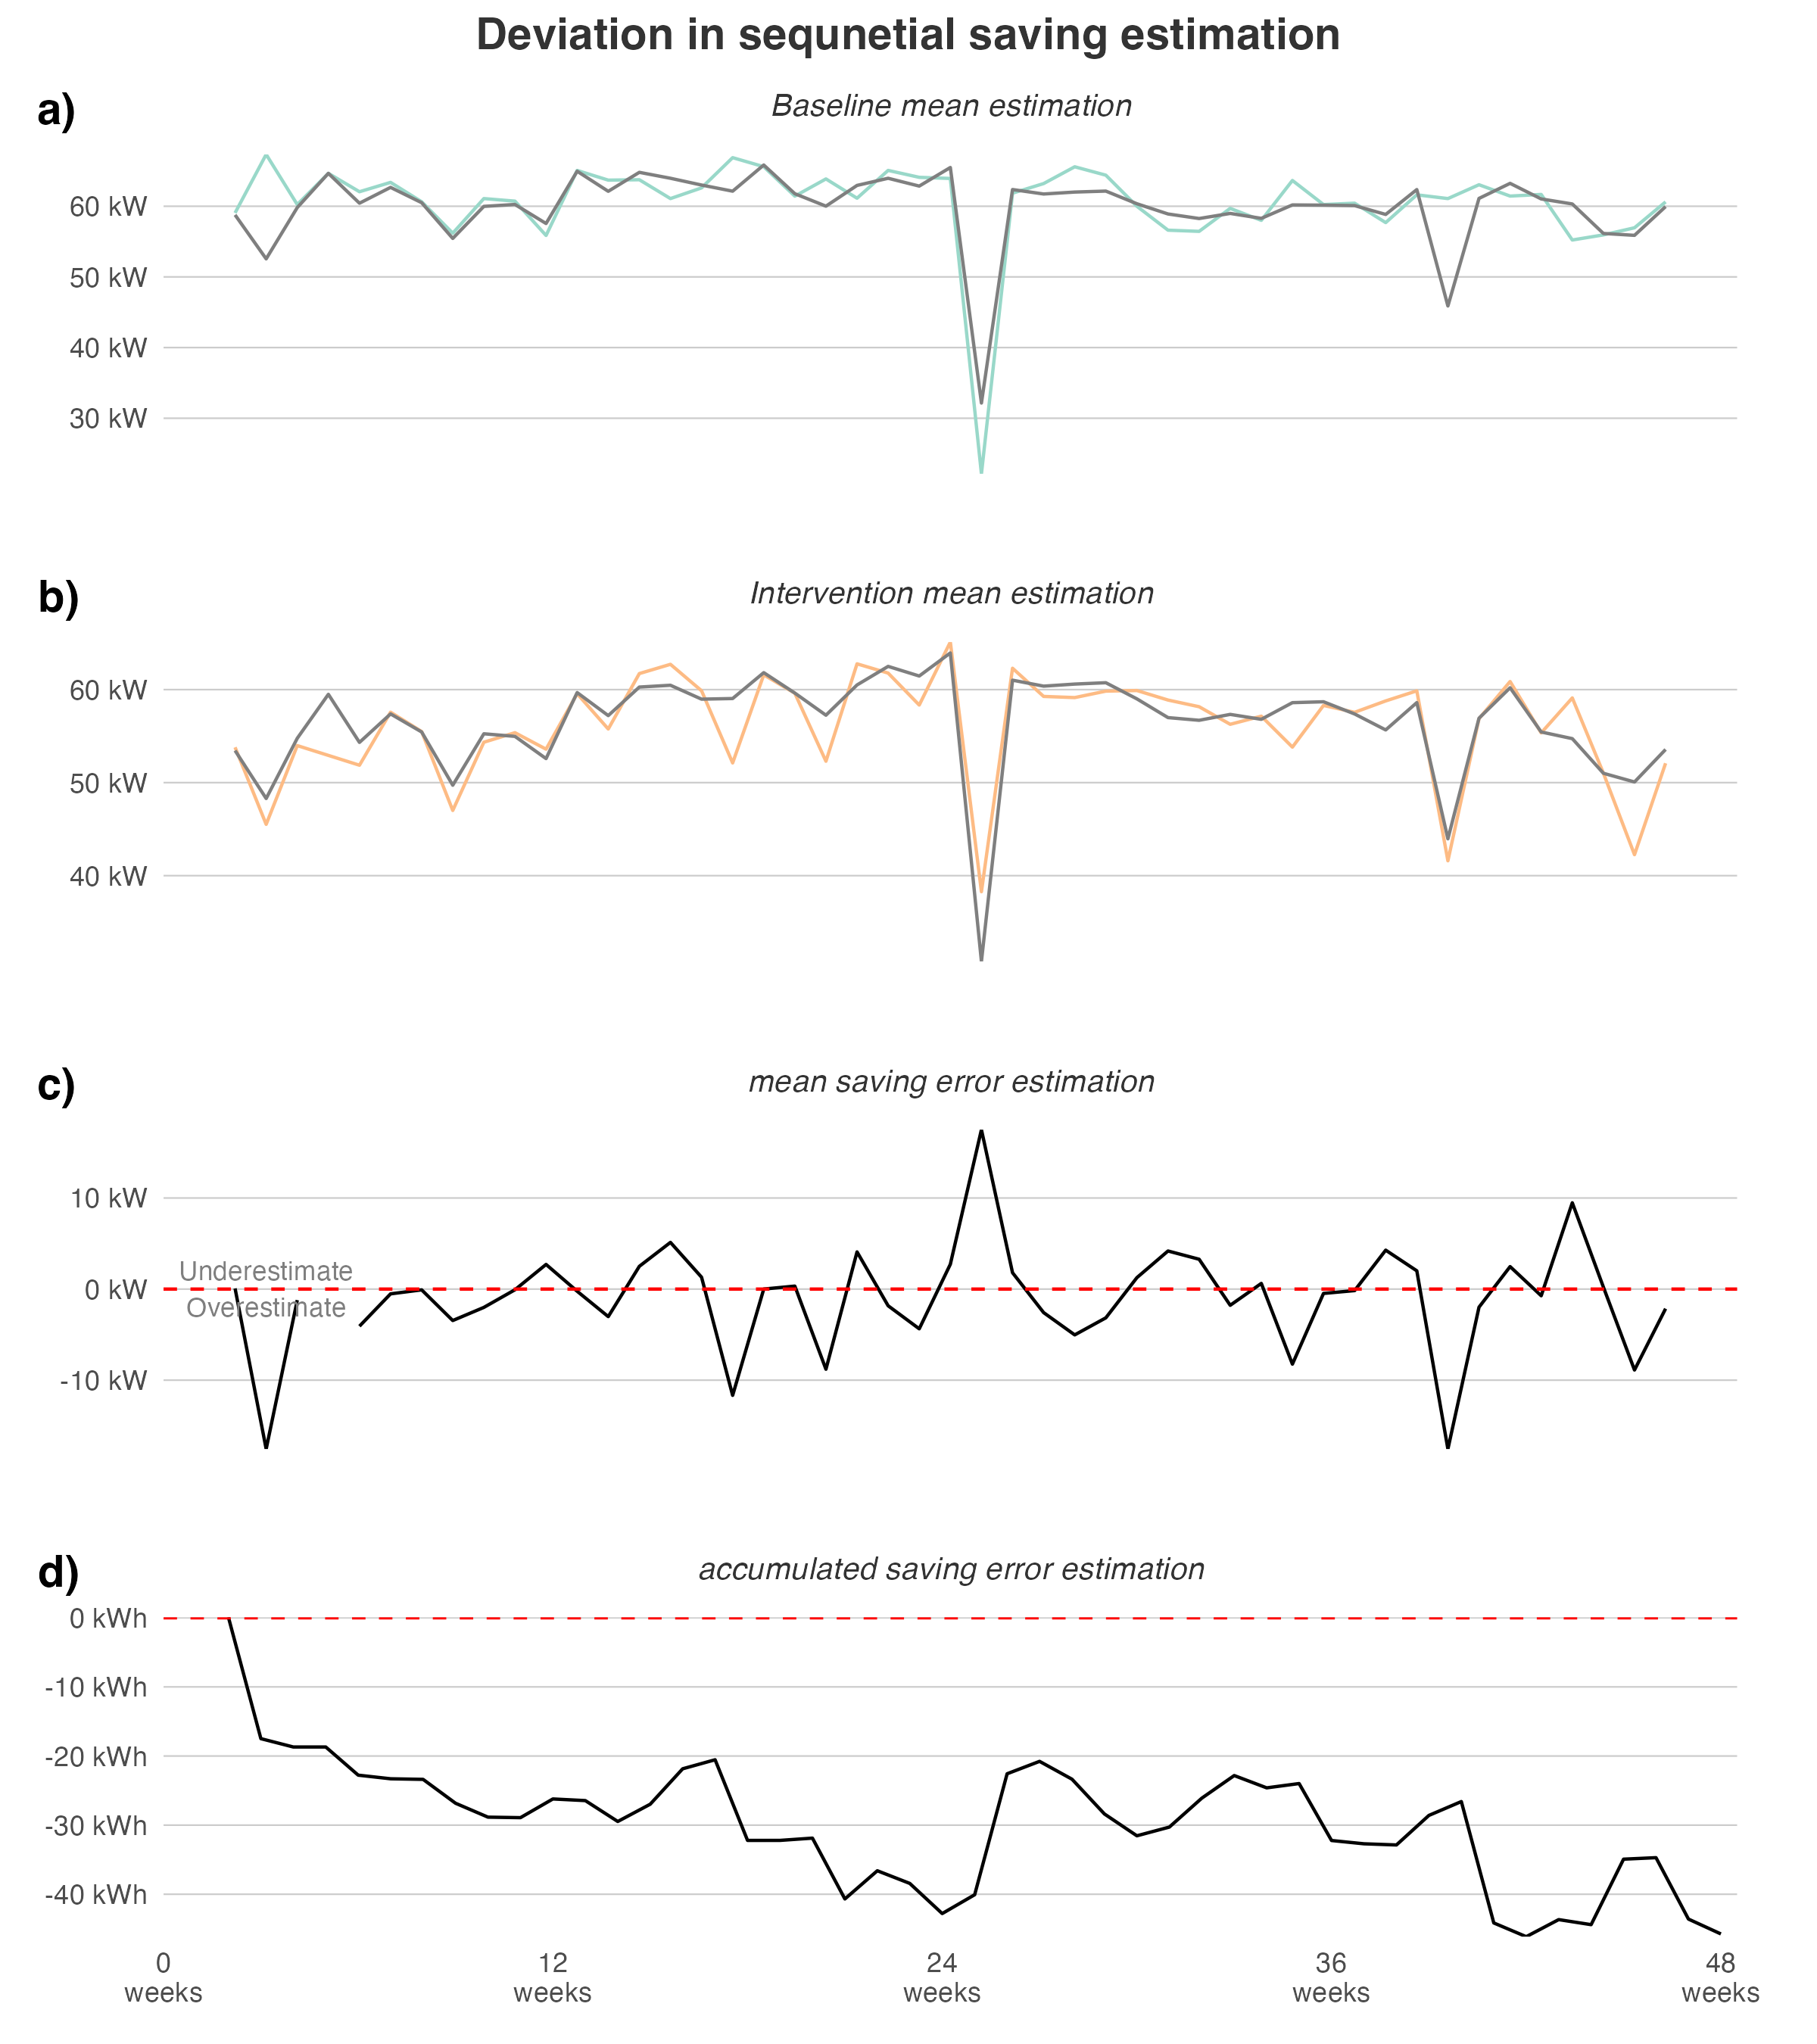 Deviation in sequnetial saving estimation
a)
Baseline mean estimation
60 kW
50 kW
40 kW
30 kW
b)
Intervention mean estimation
60 kW
50 kW
40 kW
c)
mean saving error estimation
10 kW
Underestimate
0 kW
Overestimate
-10 kW
d)
accumulated saving error estimation
0 kWh
-10 kWh
-20 kWh
-30 kWh
-40 kWh
0 12 24 36 48
weeks weeks weeks weeks weeks